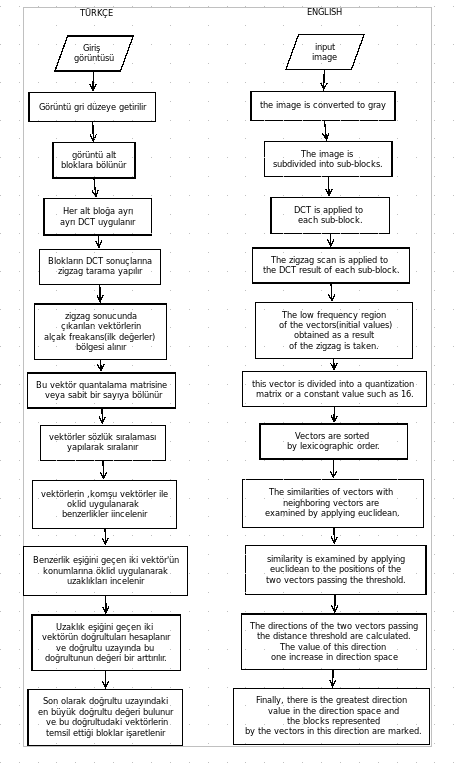 TÜRKÇE
Giriş
görüntüsü
Görüntü gri düzeye getirilir
görüntü alt
bloklara bölünür
Her alt bloğa ayrı
ayrı DCT uygulanır
Blokların DCT sonuçlarına
zigzag tarama yapılır
zigzag sonucunda
çıkarılan vektörlerin
alçak freakans(ilk değerler)
bölgesi alınır
Bu vektör quantalama matrisine
veya sabit bir sayıya bölünür
vektörler sözlük sıralaması
yapılarak sıralanır
vektörlerin ,komşu vektörler ile
oklid uygulanarak
benzerlikler iincelenir
Benzerlik eşiğini geçen iki vektör'ün
konumlarına öklid uygulanarak
uzaklıkları incelenir
Uzaklık eşiğini geçen iki
vektörün doğrultuları hesaplanır
ve doğrultu uzayında bu
doğrultunun değeri bir arttırılır.
Son olarak doğrultu uzayındaki
en büyük doğrultu değeri bulunur
ve bu doğrultudaki vektörlerin
temsil ettiği bloklar işaretlenir
ENGLISH
input
image
the image is converted to gray
The image is
subdivided into sub-blocks.
DCT is applied to
each sub-block.
The zigzag scan is applied to
the DCT result of each sub-block.
The low frequency region
of the vectors(initial values)
obtained as a result
of the zigzag is taken.
this vector is divided into a quantization
matrix or a constant value such as 16.
Vectors are sorted
by lexicographic order.
The similarities of vectors with
neighboring vectors are
examined by applying euclidean.
similarity is examined by applying
euclidean to the positions of the
two vectors passing the threshold.
The directions of the two vectors passing
the distance threshold are calculated.
The value of this direction
one increase in direction space
Finally, there is the greatest direction
value in the direction space and
the blocks represented
by the vectors in this direction are marked.